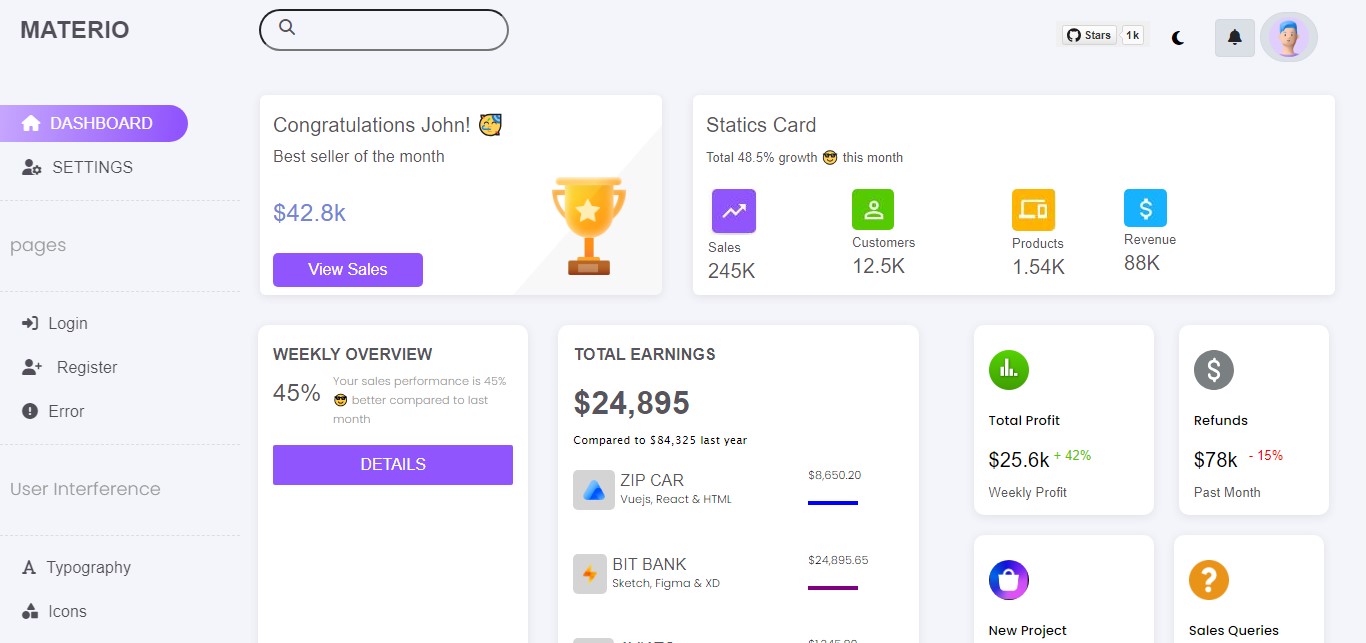 MATERIO
Stars 1k
DASHBOARD
SETTINGS
pages
Login
Register
Error
User Interference
Typography
Icons
Congratulations John! 🥳
Best seller of the month
$42.8k
View Sales
Statics Card
Total 48.5% growth 😎 this month
Sales
245K
Customers
12.5K
Products
1.54K
Revenue
88K
WEEKLY OVERVIEW
45%
Your sales performance is 45%
😎 better compared to last
month
DETAILS
TOTAL EARNINGS
$24,895
Compared to $84,325 last year
ZIP CAR
Vuejs, React & HTML
$8,650.20
BIT BANK
Sketch, Figma & XD
$24,895.65
Total Profit
$25.6k + 42%
Weekly Profit
Refunds
$78k - 15%
Past Month
New Project
Sales Queries